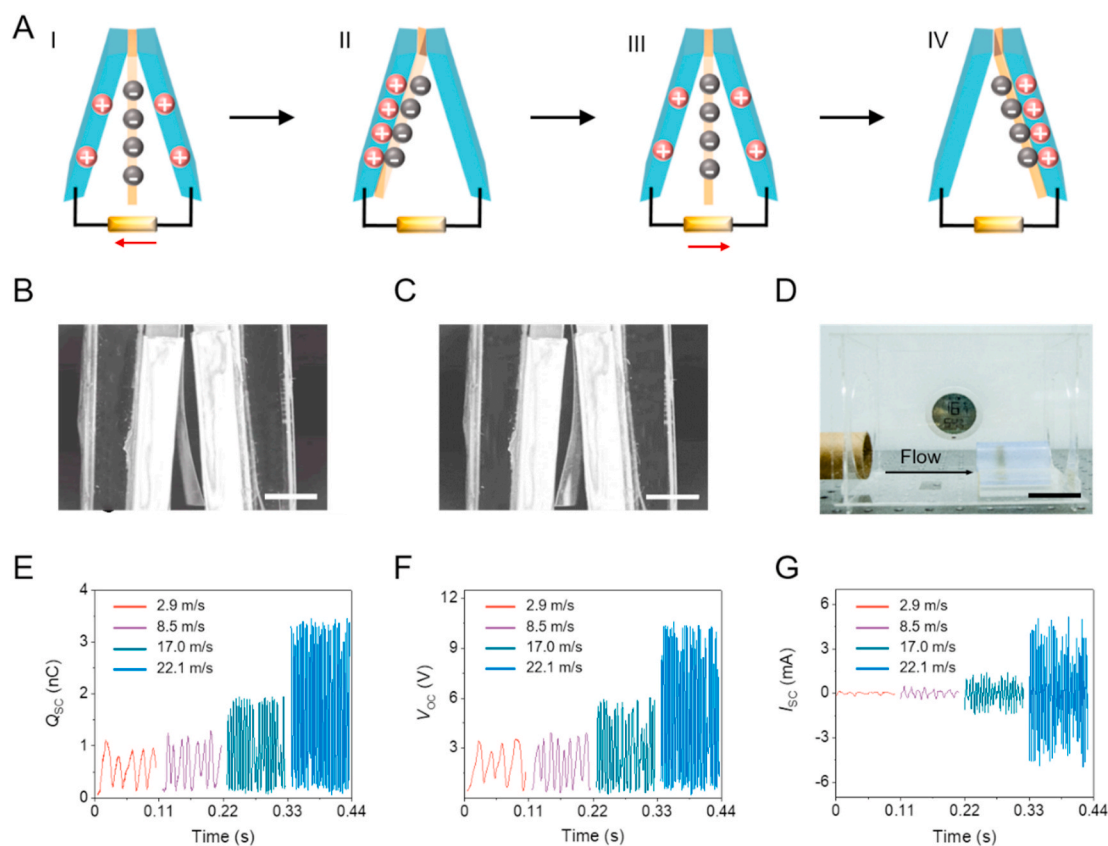 A
I
II
III
IV
B
C
D
Flow
E
F
G
2.9 m/s
8.5 m/s
17.0 m/s
22.1 m/s
Q_SC (nC)
4
3
2
1
0
0 0.11 0.22 0.33 0.44
Time (s)
2.9 m/s
8.5 m/s
17.0 m/s
22.1 m/s
V_OC (V)
12
9
6
3
0 0.11 0.22 0.33 0.44
Time (s)
2.9 m/s
8.5 m/s
17.0 m/s
22.1 m/s
I_SC (mA)
6
3
0
-3
-6
0 0.11 0.22 0.33 0.44
Time (s)